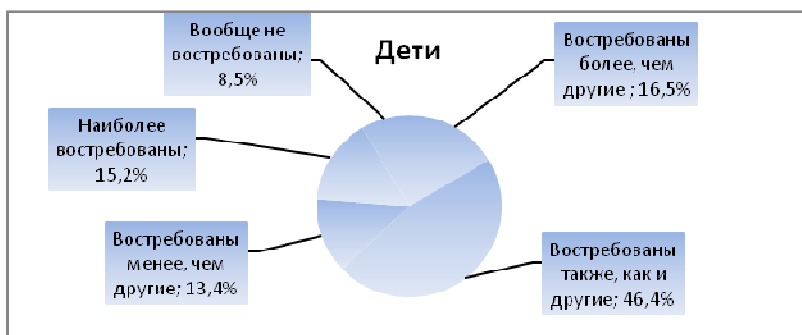 Дети
Вообще не
востребованы;
8,5%
Востребованы
более, чем
другие ; 16,5%
Наиболее
востребованы;
15,2%
Востребованы
менее, чем
другие; 13,4%
Востребованы
также, как и
другие; 46,4%